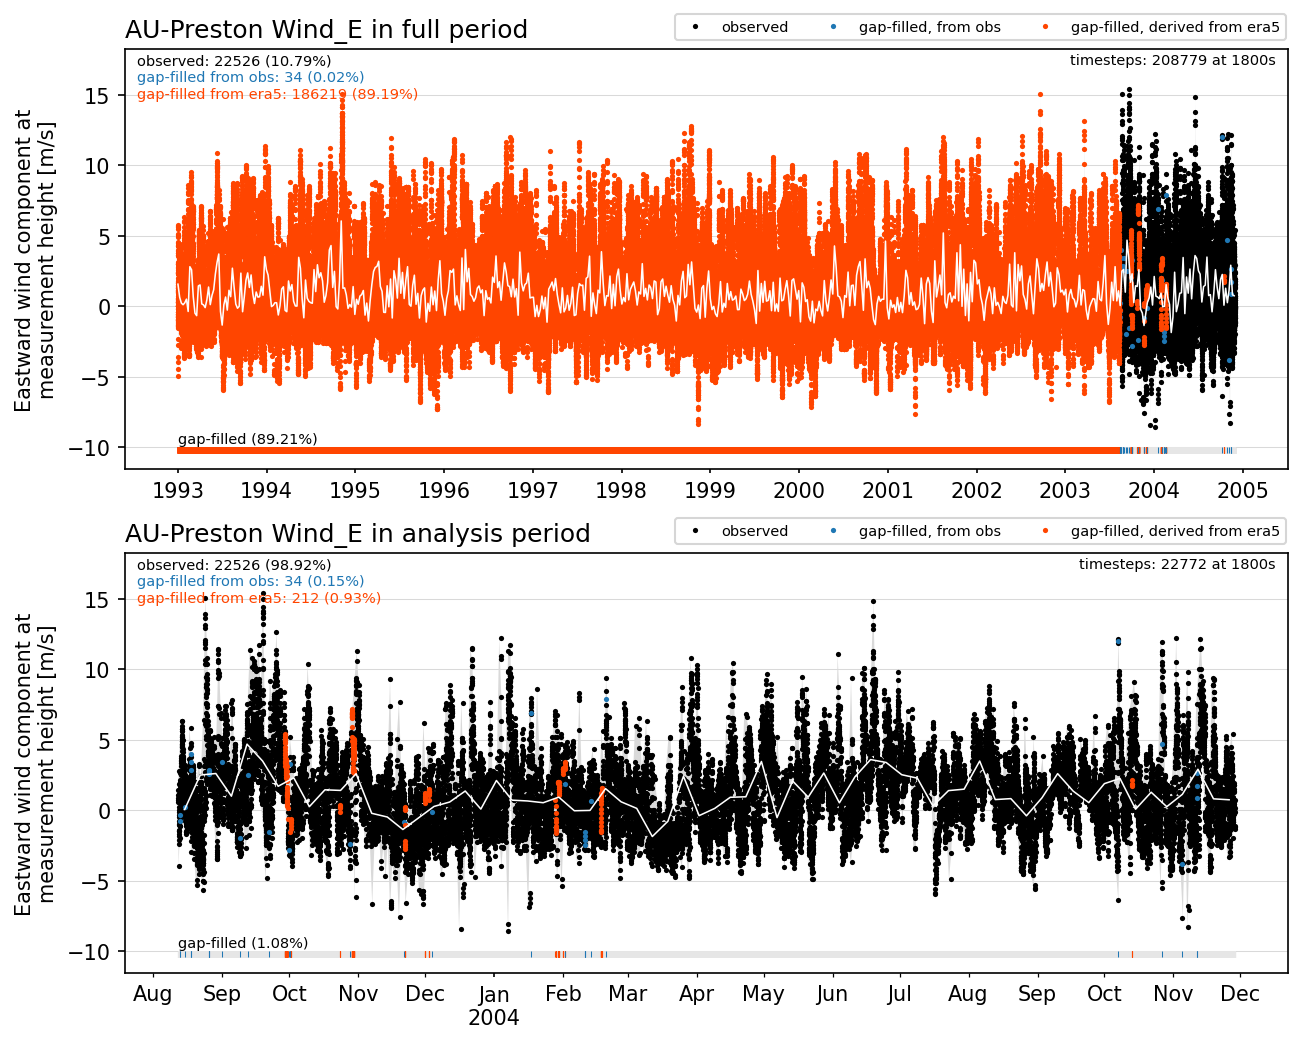 AU-Preston Wind_E in full period
observed gap-filled, from obs gap-filled, derived from era5
observed: 22526 (10.79%)
timesteps: 208779 at 1800s
gap-filled from obs: 34 (0.02%)
gap-filled from era5: 186219 (89.19%)
Eastward wind component at
measurement height [m/s]
15
10
5
0
−5
−10
gap-filled (89.21%)
1993 1994 1995 1996 1997 1998 1999 2000 2001 2002 2003 2004 2005
AU-Preston Wind_E in analysis period
observed gap-filled, from obs gap-filled, derived from era5
observed: 22526 (98.92%)
timesteps: 22772 at 1800s
gap-filled from obs: 34 (0.15%)
gap-filled from era5: 212 (0.93%)
Eastward wind component at
measurement height [m/s]
15
10
5
0
−5
−10
gap-filled (1.08%)
Aug Sep Oct Nov Dec Jan Feb Mar Apr May Jun Jul Aug Sep Oct Nov Dec
2004